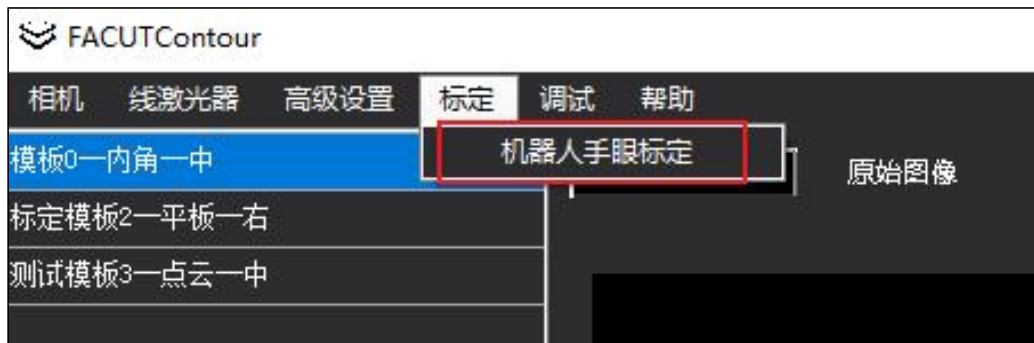 FACUTContour
相机 线激光器 高级设置 标定 调试 帮助
模板0一内角一中
机器人手眼标定
原始图像
标定模板2一平板一右
测试模板3一点云一中